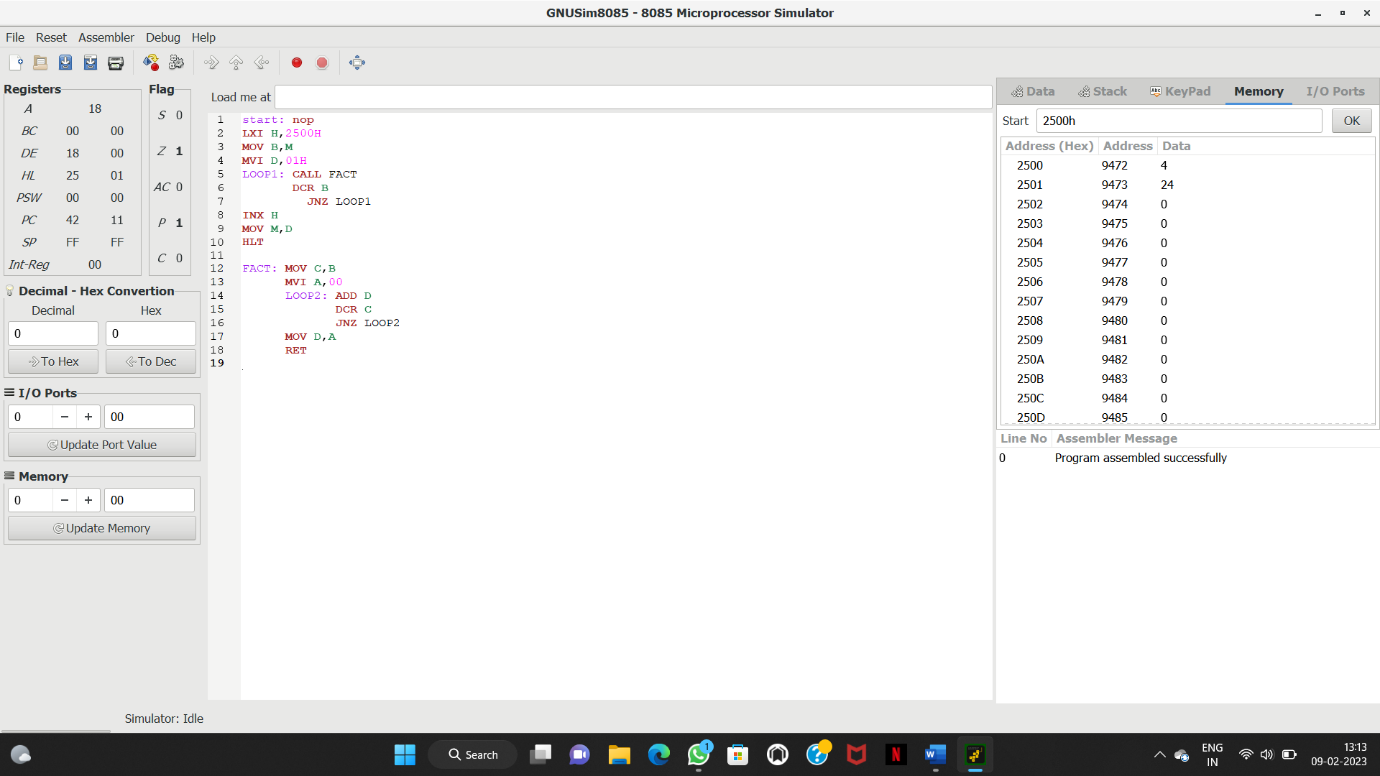 GNUSim8085 - 8085 Microprocessor Simulator
File Reset Assembler Debug Help
Registers
A 18
BC 00 00
DE 18 00
HL 25 01
PSW 00 00
PC 42 11
SP FF FF
Int-Reg 00
Flag
S 0
Z 1
AC 0
P 1
C 0
Decimal - Hex Convertion
Decimal Hex
0 0
To Hex To Dec
I/O Ports
0 − + 00
Update Port Value
Memory
0 − + 00
Update Memory
Load me at
1 start: nop
2 LXI H,2500H
3 MOV B,M
4 MVI D,01H
5 LOOP1: CALL FACT
6 DCR B
7 JNZ LOOP1
8 INX H
9 MOV M,D
10 HLT
11
12 FACT: MOV C,B
13 MVI A,00
14 LOOP2: ADD D
15 DCR C
16 JNZ LOOP2
17 MOV D,A
18 RET
19
Data Stack KeyPad Memory I/O Ports
Start 2500h OK
Address (Hex) Address Data
2500 9472 4
2501 9473 24
2502 9474 0
2503 9475 0
2504 9476 0
2505 9477 0
2506 9478 0
2507 9479 0
2508 9480 0
2509 9481 0
250A 9482 0
250B 9483 0
250C 9484 0
250D 9485 0
Line No Assembler Message
0 Program assembled successfully
Simulator: Idle
Search
1
ENG
IN
13:13
09-02-2023